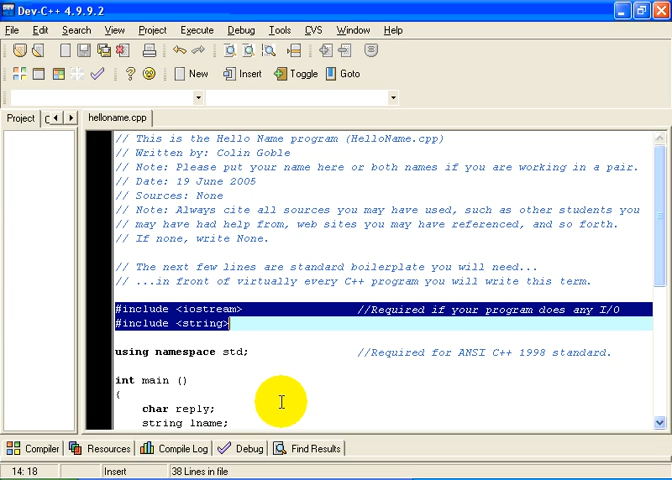 Dev-C++ 4.9.9.2
File Edit Search View Project Execute Debug Tools CVS Window Help
New Insert Toggle Goto
Project helloname.cpp
// This is the Hello Name program (HelloName.cpp)
// Written by: Colin Goble
// Note: Please put your name here or both names if you are working in a pair.
// Date: 19 June 2005
// Sources: None
// Note: Always cite all sources you may have used, such as other students you
// may have had help from, web sites you may have referenced, and so forth.
// If none, write None.
// The next few lines are standard boilerplate you will need...
// ...in front of virtually every C++ program you will write this term.
#include <iostream> //Required if your program does any I/O
#include <string>
using namespace std; //Required for ANSI C++ 1998 standard.
int main ()
{
char reply;
string lname;
Compiler Resources Compile Log Debug Find Results
14: 18 Insert 38 Lines in file